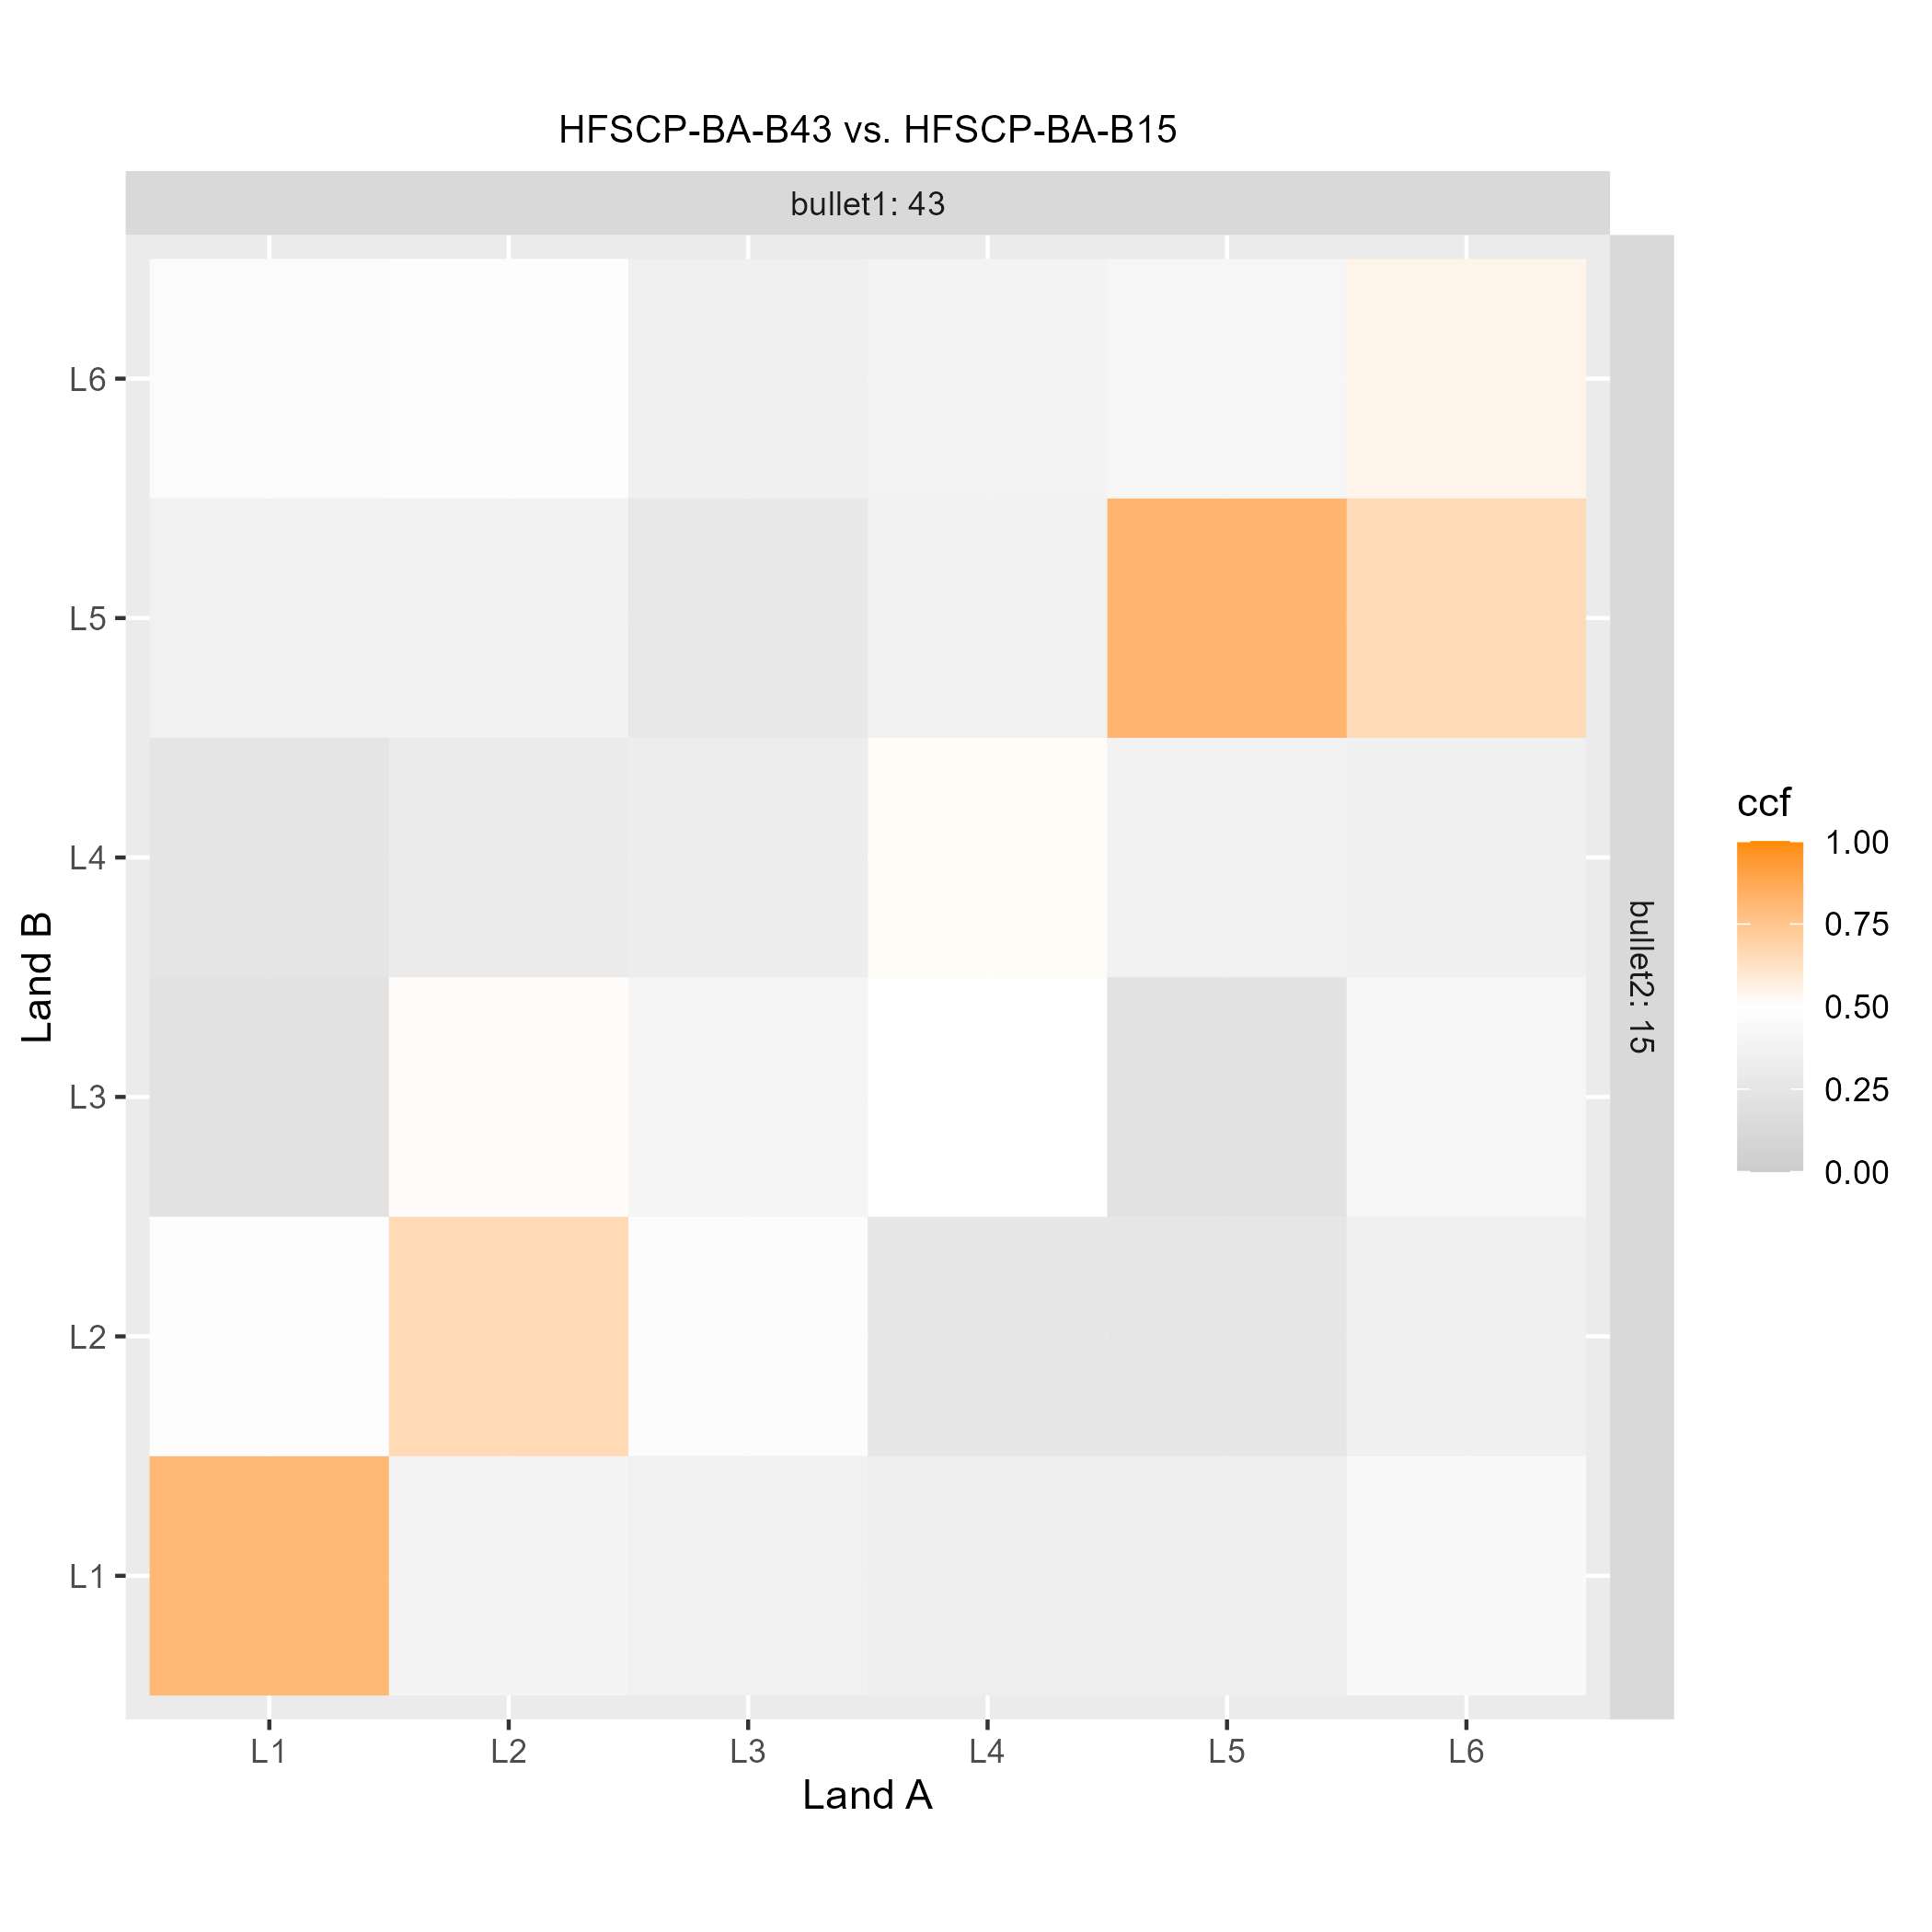 HFSCP-BA-B43 vs. HFSCP-BA-B15
bullet1: 43
L6
L5
L4
L3
L2
L1
Land B
bullet2: 15
L1 L2 L3 L4 L5 L6
Land A
ccf
1.00
0.75
0.50
0.25
0.00